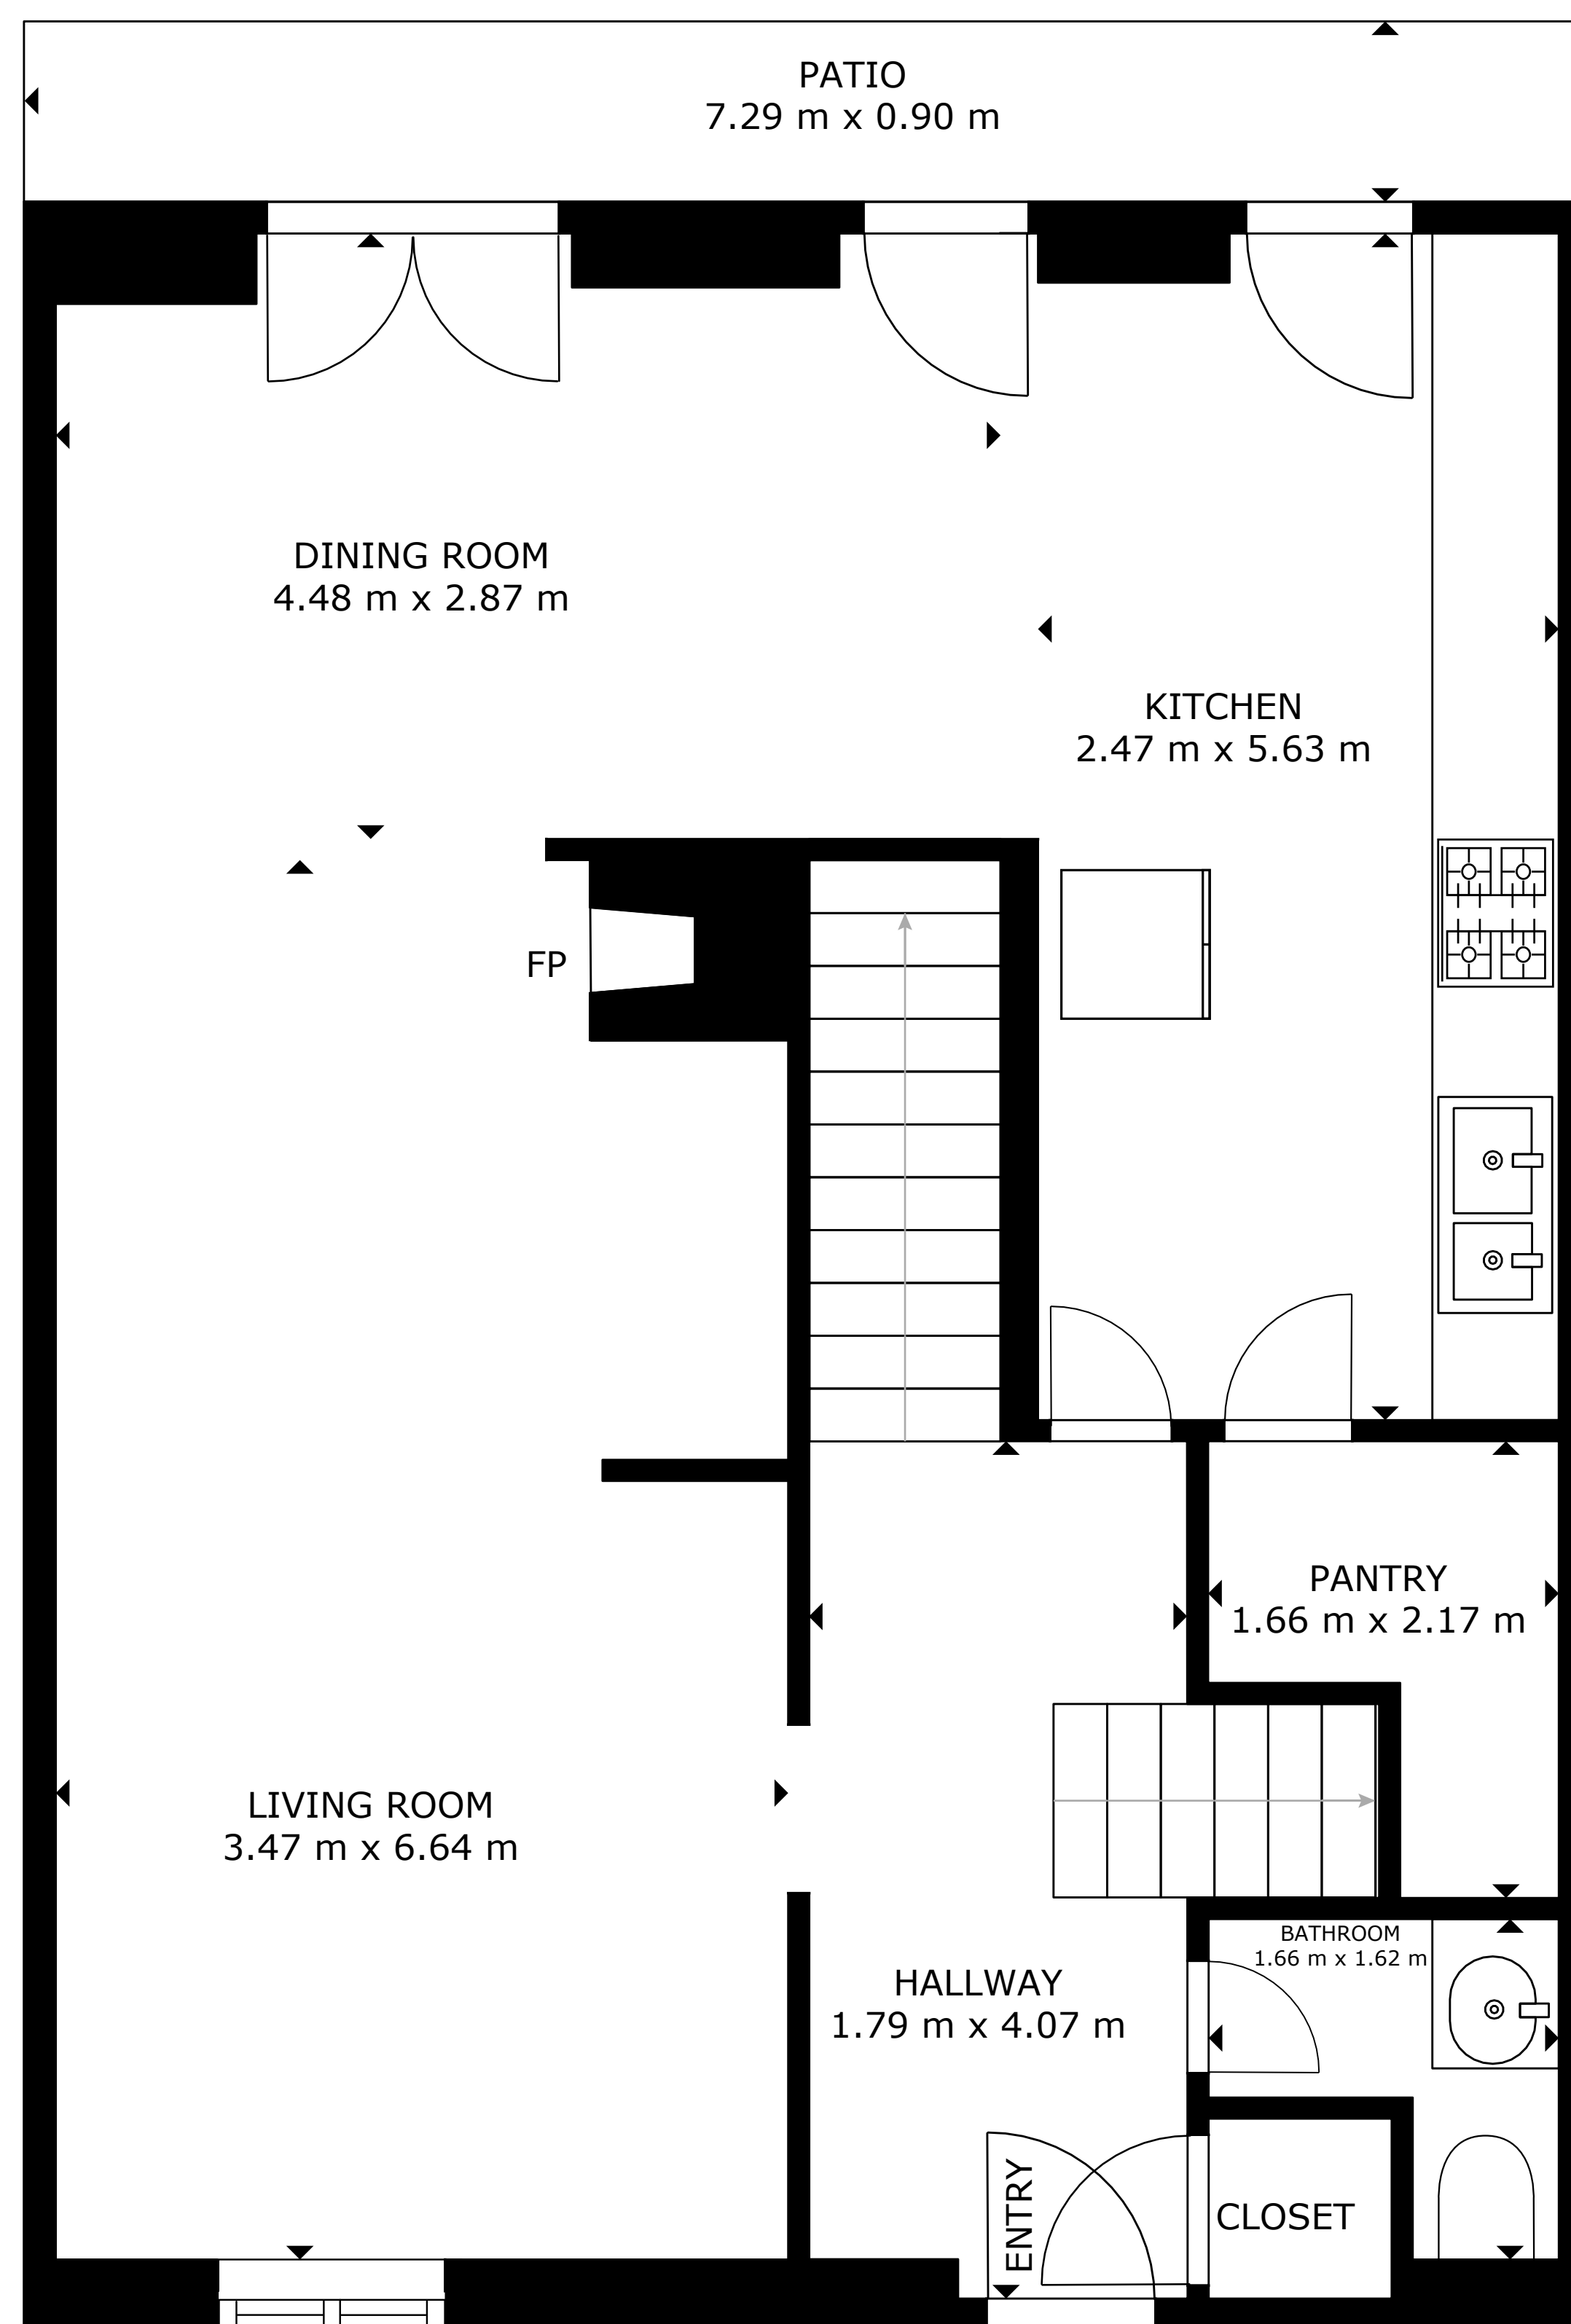 PATIO
7.29 m x 0.90 m
DINING ROOM
4.48 m x 2.87 m
KITCHEN
2.47 m x 5.63 m
FP
PANTRY
1.66 m x 2.17 m
LIVING ROOM
3.47 m x 6.64 m
BATHROOM
1.66 m x 1.62 m
HALLWAY
1.79 m x 4.07 m
ENTRY
CLOSET